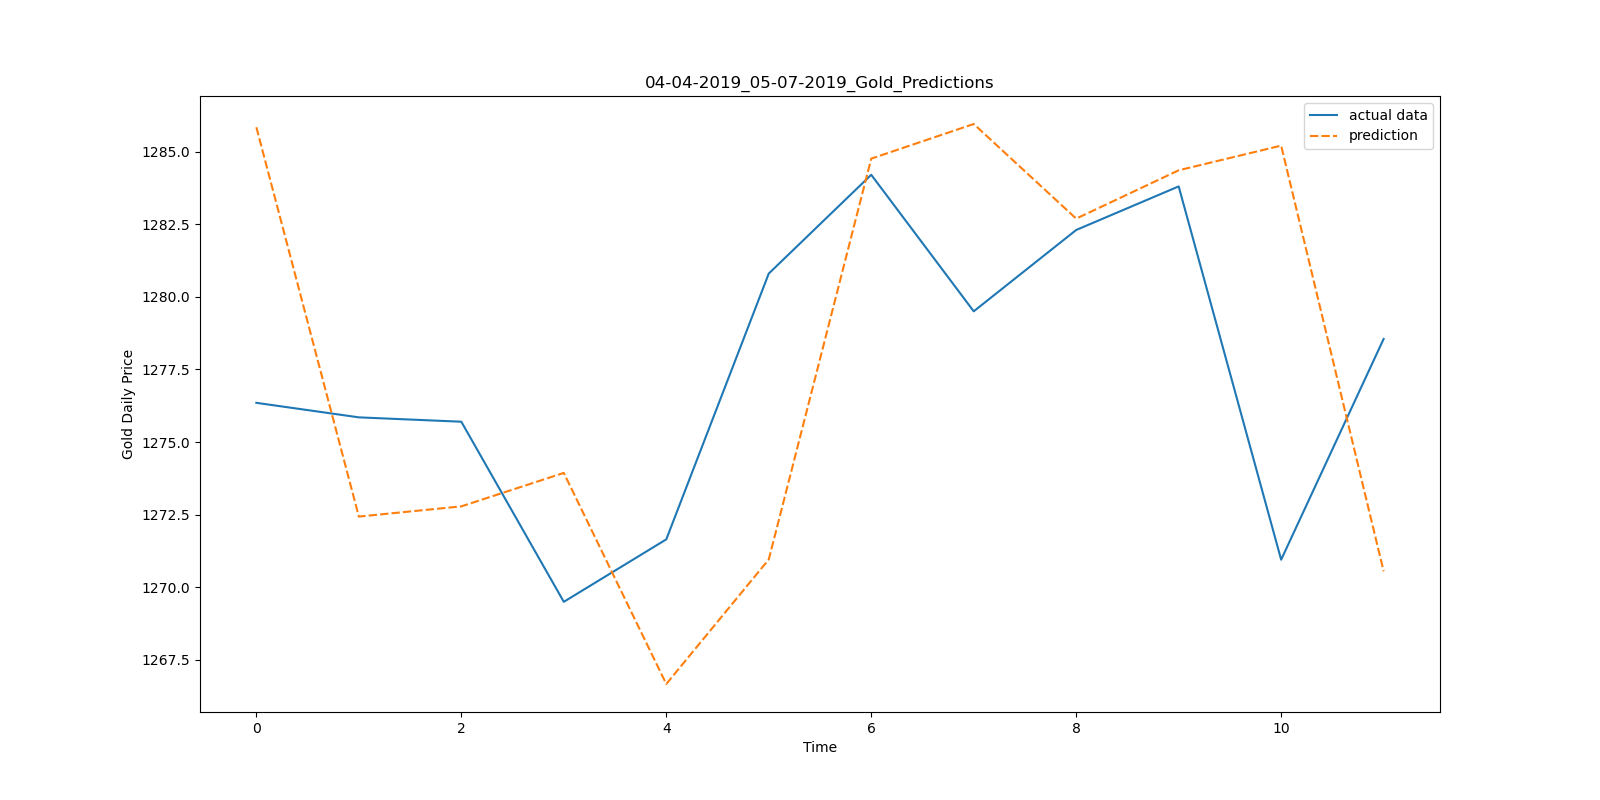 04-04-2019_05-07-2019_Gold_Predictions
actual data
prediction
Gold Daily Price
1285.0
1282.5
1280.0
1277.5
1275.0
1272.5
1270.0
1267.5
0 2 4 6 8 10
Time